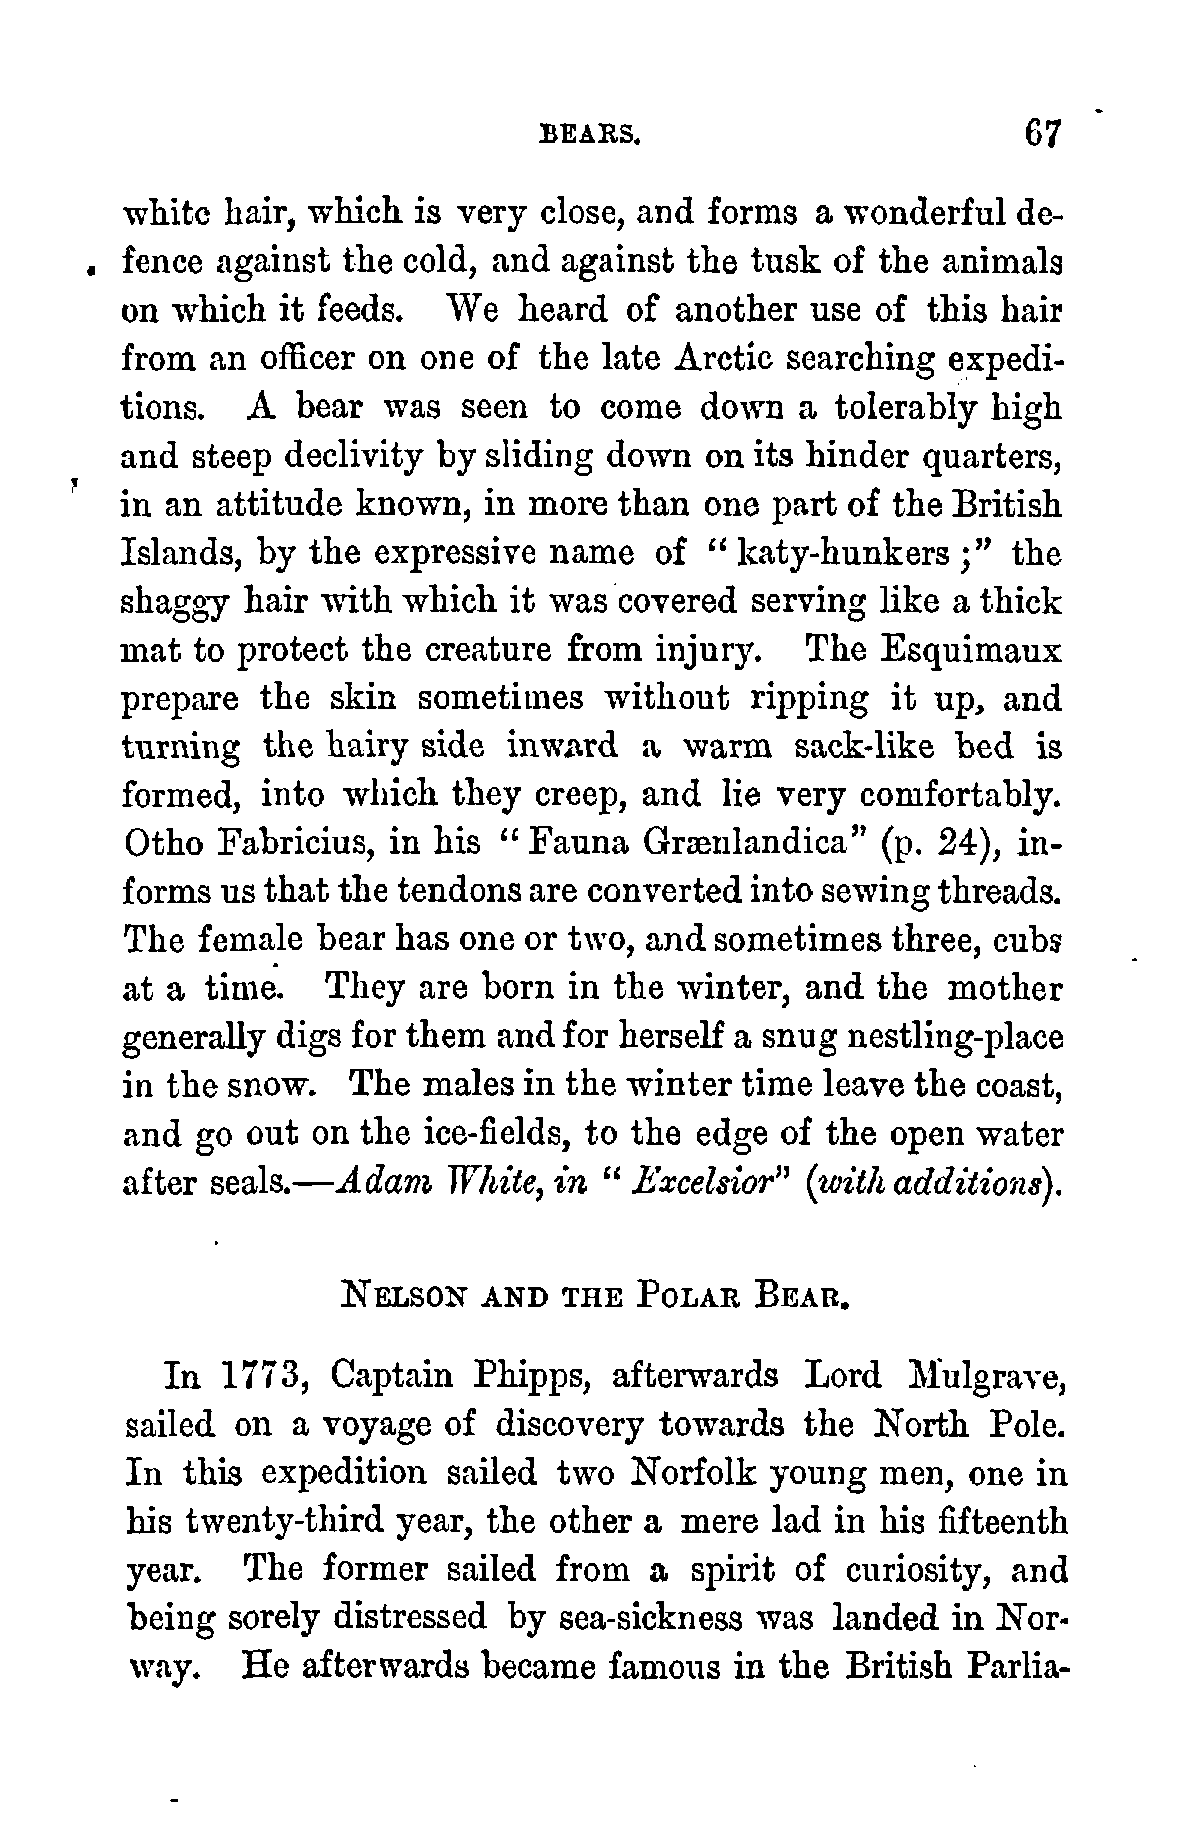 BEARS. 67
white hair, which is very close, and forms a wonderful de-
fence against the cold, and against the tusk of the animals
on which it feeds. We heard of another use of this hair
from an officer on one of the late Arctic searching expedi-
tions. A bear was seen to come down a tolerably high
and steep declivity by sliding down on its hinder quarters,
in an attitude known, in more than one part of the British
Islands, by the expressive name of “ katy-hunkers ;” the
shaggy hair with which it was covered serving like a thick
mat to protect the creature from injury. The Esquimaux
prepare the skin sometimes without ripping it up, and
turning the hairy side inward a warm sack-like bed is
formed, into which they creep, and lie very comfortably.
Otho Fabricius, in his “ Fauna Grænlandica” (p. 24), in-
forms us that the tendons are converted into sewing threads.
The female bear has one or two, and sometimes three, cubs
at a time. They are born in the winter, and the mother
generally digs for them and for herself a snug nestling-place
in the snow. The males in the winter time leave the coast,
and go out on the ice-fields, to the edge of the open water
after seals.—Adam White, in “ Excelsior” (with additions).
NELSON AND THE POLAR BEAR.
In 1773, Captain Phipps, afterwards Lord Mulgrave,
sailed on a voyage of discovery towards the North Pole.
In this expedition sailed two Norfolk young men, one in
his twenty-third year, the other a mere lad in his fifteenth
year. The former sailed from a spirit of curiosity, and
being sorely distressed by sea-sickness was landed in Nor-
way. He afterwards became famous in the British Parlia-